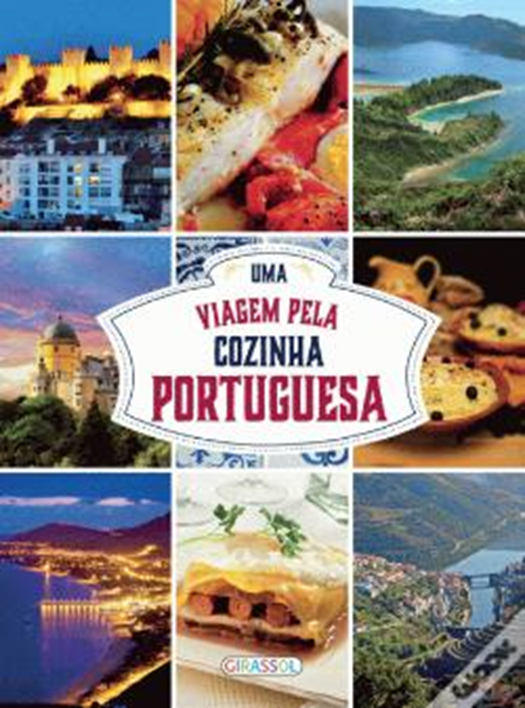 UMA
VIAGEM PELA
COZINHA
PORTUGUESA
GIRASSOL